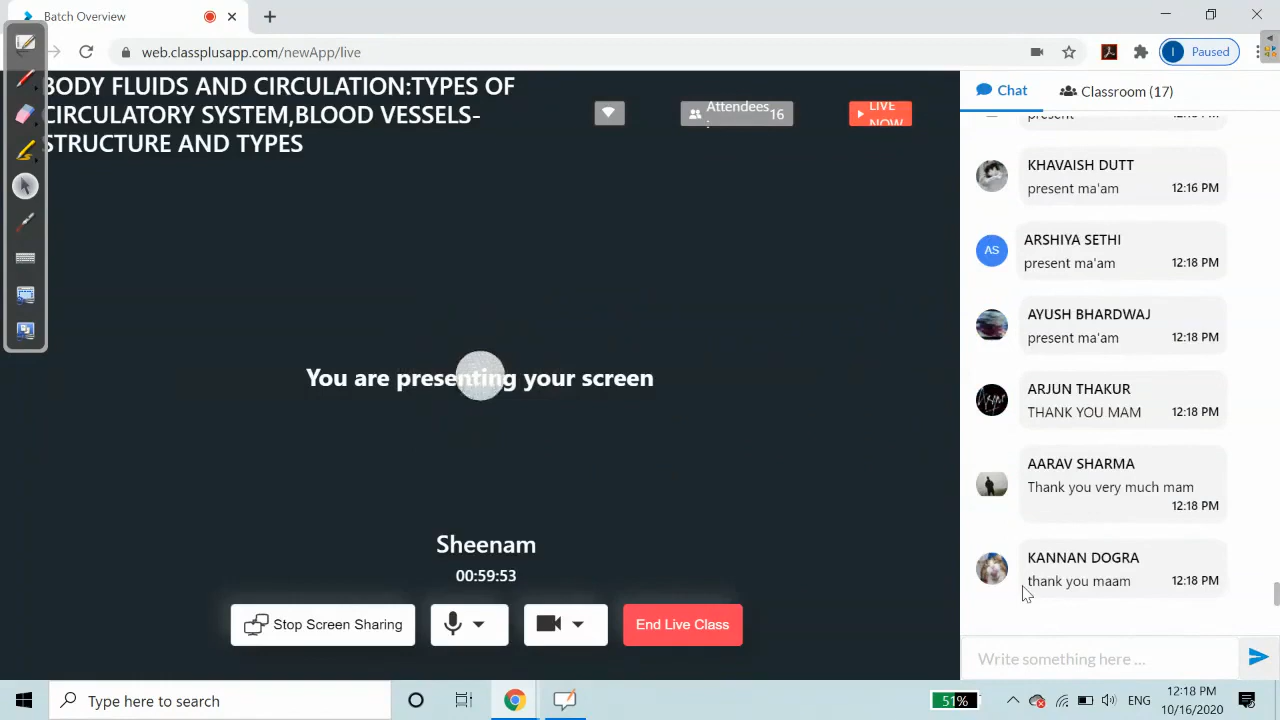 Batch Overview
web.classplusapp.com/newApp/live
Paused
BODY FLUIDS AND CIRCULATION:TYPES OF
CIRCULATORY SYSTEM,BLOOD VESSELS-
STRUCTURE AND TYPES
Attendees
:
16
LIVE
NOW
You are presenting your screen
Sheenam
00:59:53
Stop Screen Sharing
End Live Class
Chat
Classroom (17)
present
KHAVAISH DUTT
present ma'am 12:16 PM
AS
ARSHIYA SETHI
present ma'am 12:18 PM
AYUSH BHARDWAJ
present ma'am 12:18 PM
ARJUN THAKUR
THANK YOU MAM 12:18 PM
AARAV SHARMA
Thank you very much mam
12:18 PM
KANNAN DOGRA
thank you maam 12:18 PM
Write something here ...
Type here to search
51%
ENG
12:18 PM
10/16/2020